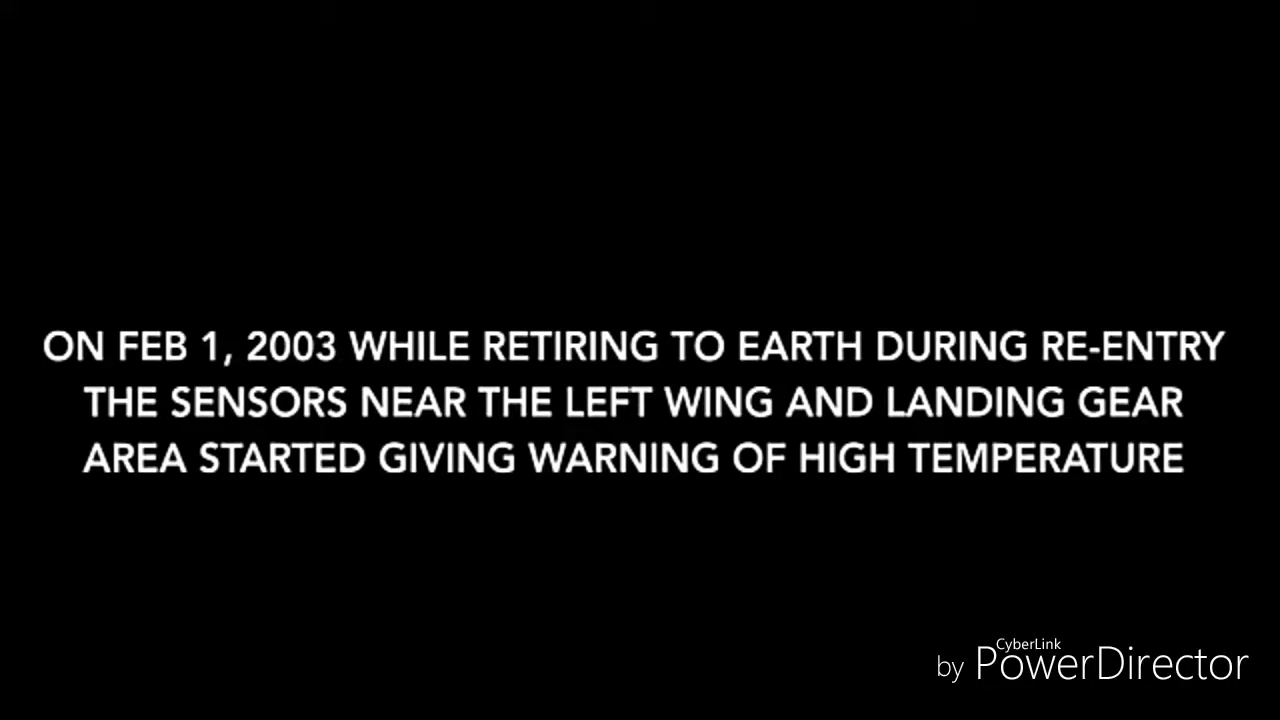 ON FEB 1, 2003 WHILE RETIRING TO EARTH DURING RE-ENTRY
THE SENSORS NEAR THE LEFT WING AND LANDING GEAR
AREA STARTED GIVING WARNING OF HIGH TEMPERATURE
CyberLink
by PowerDirector